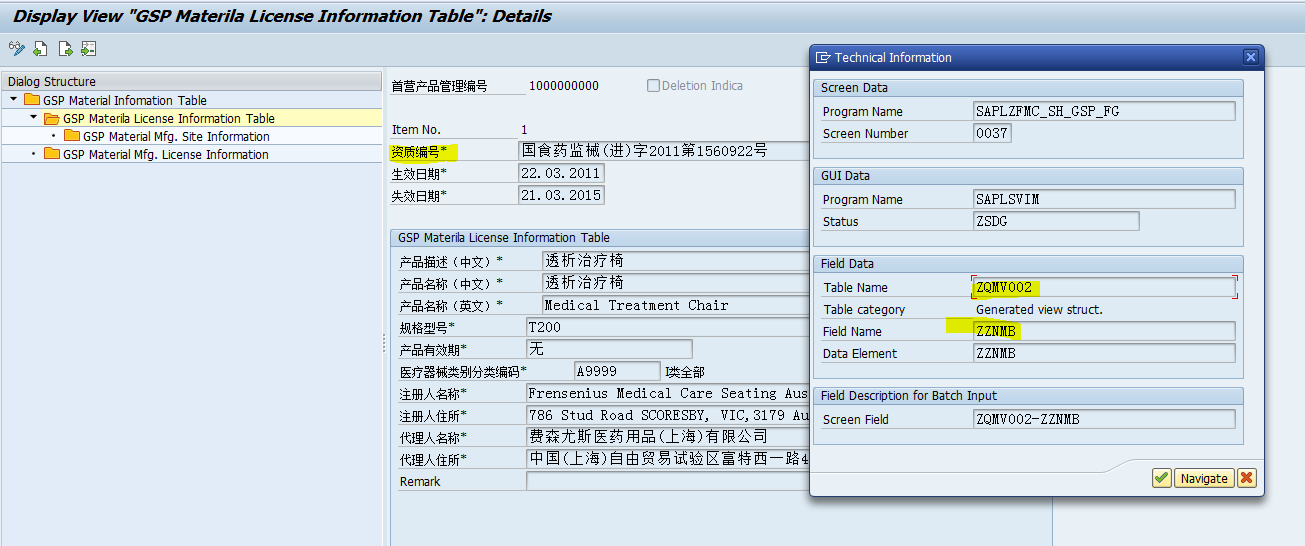 Display View "GSP Materila License Information Table": Details
Dialog Structure
GSP Material Infomation Table
GSP Materila License Information Table
GSP Material Mfg. Site Information
GSP Material Mfg. License Information
首营产品管理编号 1000000000 Deletion Indica
Item No. 1
资质编号* 国食药监械(进)字2011第1560922号
生效日期* 22.03.2011
失效日期* 21.03.2015
GSP Materila License Information Table
产品描述（中文）* 透析治疗椅
产品名称（中文）* 透析治疗椅
产品名称（英文）* Medical Treatment Chair
规格型号* T200
产品有效期* 无
医疗器械类别分类编码* A9999 I类全部
注册人名称* Frensenius Medical Care Seating Aus
注册人住所* 786 Stud Road SCORESBY, VIC,3179 Au
代理人名称* 费森尤斯医药用品(上海)有限公司
代理人住所* 中国(上海)自由贸易试验区富特西一路4
Remark
Technical Information
Screen Data
Program Name SAPLZFMC_SH_GSP_FG
Screen Number 0037
GUI Data
Program Name SAPLSVIM
Status ZSDG
Field Data
Table Name ZQMV002
Table category Generated view struct.
Field Name ZZNMB
Data Element ZZNMB
Field Description for Batch Input
Screen Field ZQMV002-ZZNMB
Navigate